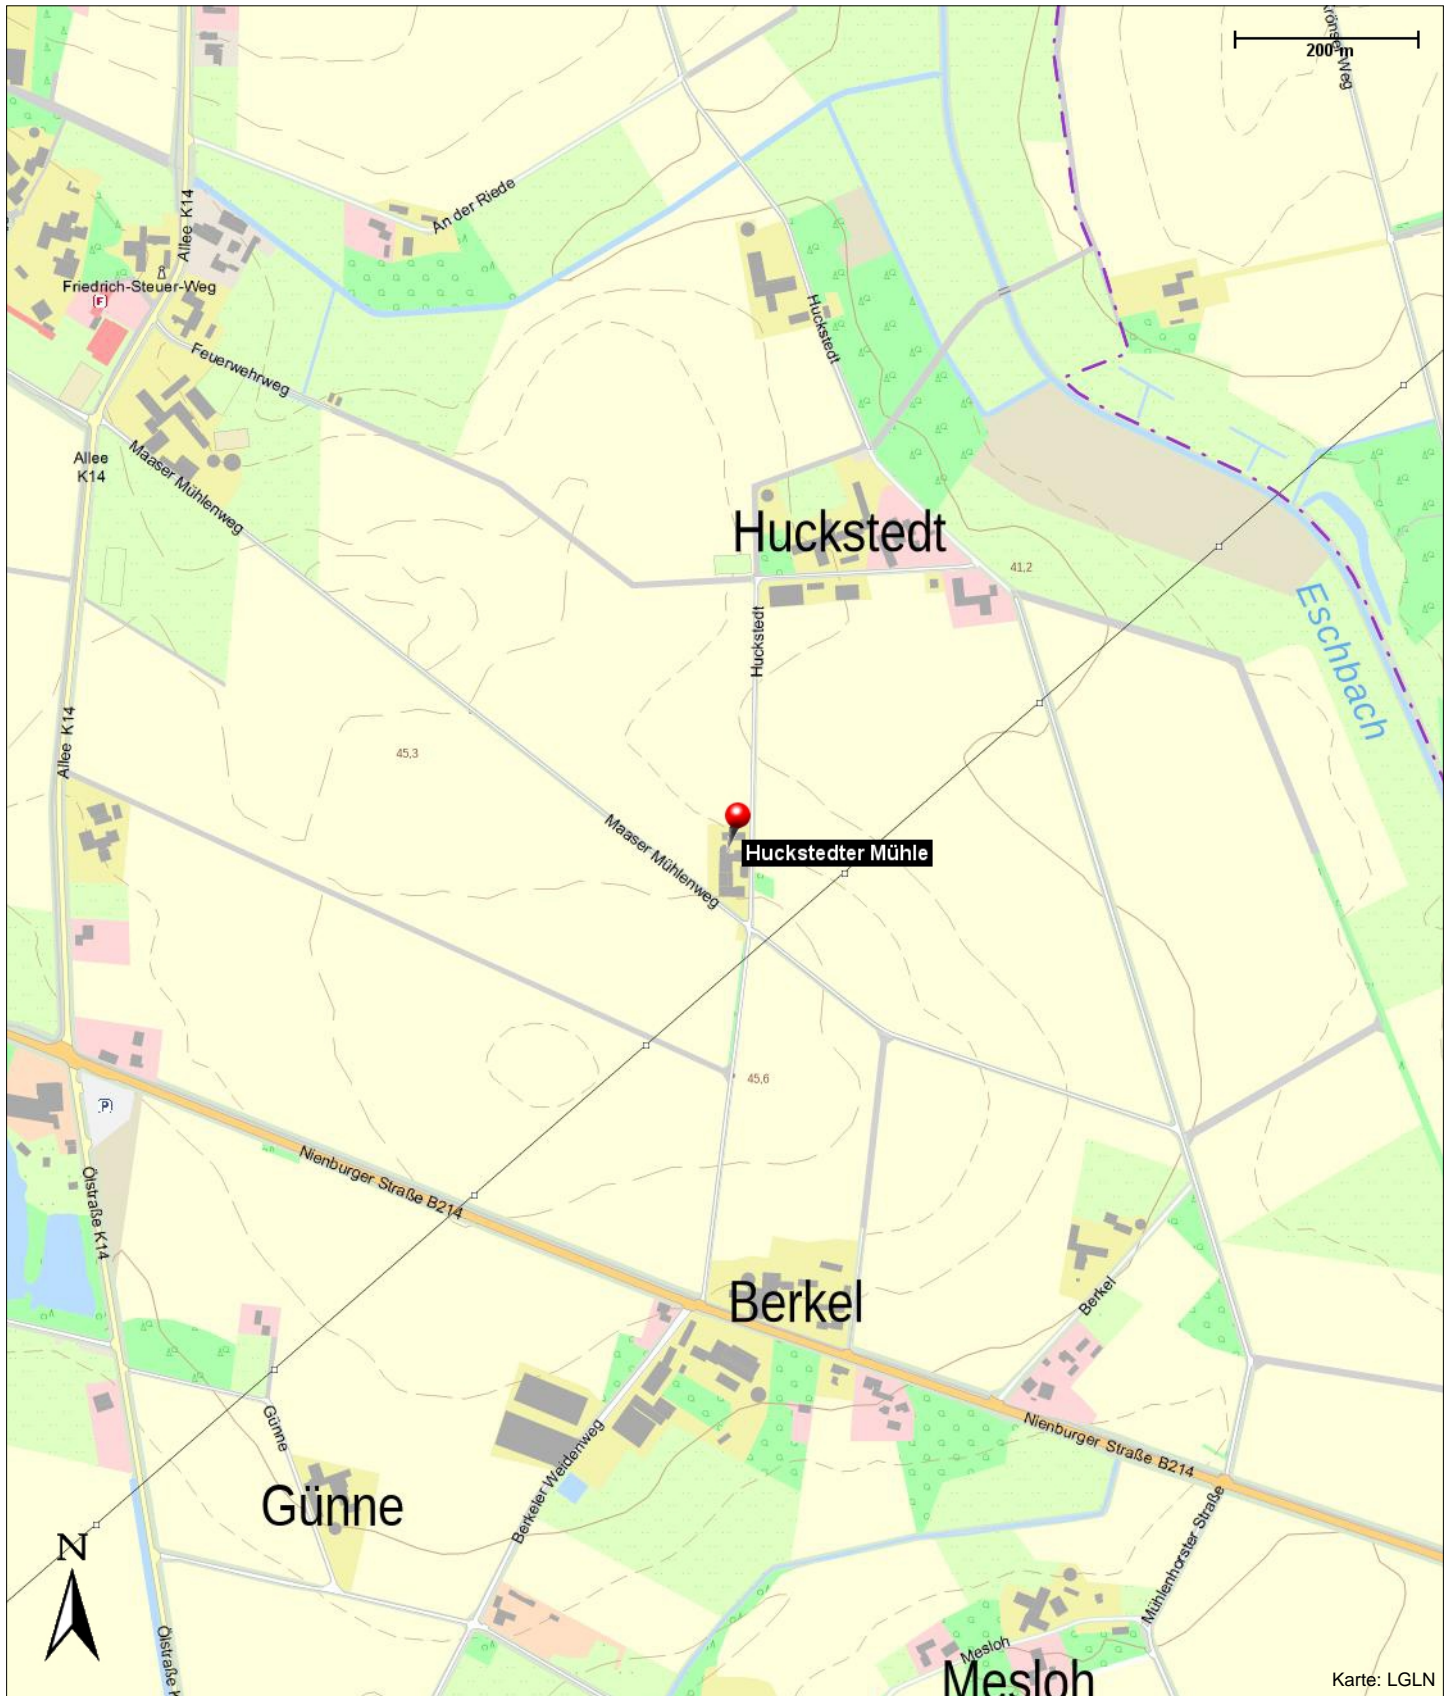 200 m
An der Riede
Allee K14
Friedrich-Steuer-Weg
F
Huckstedt
Feuerwehrweg
Allee
K14
Maaser Mühlenweg
Huckstedt
41,2
Eschbach
Huckstedt
Allee K14
45,3
Maaser Mühlenweg
Huckstedter Mühle
45,6
P
Nienburger Straße B214
Ölstraße K14
Berkel
Berkel
Günne
Nienburger Straße B214
Berkeler Weidenweg
Günne
Mühlenhorster Straße
N
Mesloh
Mesloh
Karte: LGLN